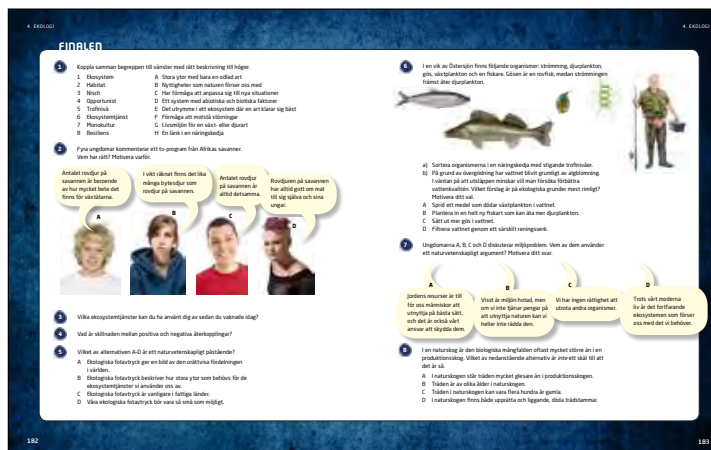 4. EKOLOGI
FINALEN
1 Koppla samman begreppen till vänster med rätt beskrivning till höger.
1 Ekosystem A Stora ytor med bara en odlad art
2 Habitat B Nyttigheter som naturen förser oss med
3 Nisch C Har förmåga att anpassa sig till nya situationer
4 Opportunist D Ett system med abiotiska och biotiska faktorer
5 Trofinivå E Det utrymme i ett ekosystem där en art klarar sig bäst
6 Ekosystemtjänst F Förmåga att motstå störningar
7 Monokultur G Livsmiljön för en växt- eller djurart
8 Resiliens H En länk i en näringskedja
2 Fyra ungdomar kommenterar ett tv-program från Afrikas savanner.
Vem har rätt? Motivera varför.
Antalet rovdjur på
savannen är beroende
av hur mycket bete det
finns för växtätarna.
A
I vikt räknat finns det lika
många bytesdjur som
rovdjur på savannen.
B
Antalet rovdjur
på savannen är
alltid detsamma.
C
Rovdjuren på savannen
har alltid gott om mat
till sig själva och sina
ungar.
D
3 Vilka ekosystemtjänster kan du ha använt dig av sedan du vaknade idag?
4 Vad är skillnaden mellan positiva och negativa återkopplingar?
5 Vilket av alternativen A-D är ett naturvetenskapligt påstående?
A Ekologiska fotavtryck ger en bild av den orättvisa fördelningen
i världen.
B Ekologiska fotavtryck beskriver hur stora ytor som behövs för de
ekosystemtjänster vi använder oss av.
C Ekologiska fotavtryck är vanligare i fattiga länder.
D Våra ekologiska fotavtryck bör vara så små som möjligt.
182
4. EKOLOGI
6 I en vik av Östersjön finns följande organismer: strömming, djurplankton,
gös, växtplankton och en fiskare. Gösen är en rovfisk, medan strömmingen
främst äter djurplankton.
a) Sortera organismerna i en näringskedja med stigande trofinivåer.
b) På grund av övergödning har vattnet blivit grumligt av algblomning.
I väntan på att utsläppen minskar vill man försöka förbättra
vattenkvalitén. Vilket förslag är på ekologiska grunder mest rimligt?
Motivera ditt val.
A Sprid ett medel som dödar växtplankton i vattnet.
B Plantera in en helt ny fiskart som kan äta mer djurplankton.
C Sätt ut mer gös i vattnet.
D Filtrera vattnet genom ett särskilt reningsverk.
7 Ungdomarna A, B, C och D diskuterar miljöproblem. Vem av dem använder
ett naturvetenskapligt argument? Motivera ditt svar.
A
Jordens resurser är till
för oss människor att
utnyttja på bästa sätt,
och det är också vårt
ansvar att skydda dem.
B
Visst är miljön hotad, men
om vi inte tjänar pengar på
att utnyttja naturen kan vi
heller inte rädda den.
C
Vi har ingen rättighet att
utrota andra organismer.
D
Trots vårt moderna
liv är det fortfarande
ekosystemen som förser
oss med det vi behöver.
8 I en naturskog är den biologiska mångfalden oftast mycket större än i en
produktionsskog. Vilket av nedanstående alternativ är inte ett skäl till att
det är så.
A I naturskogen står träden mycket glesare än i produktionsskogen.
B Träden är av olika ålder i naturskogen.
C Träden i naturskogen kan vara flera hundra år gamla.
D I naturskogen finns både upprätta och liggande, döda trädstammar.
183